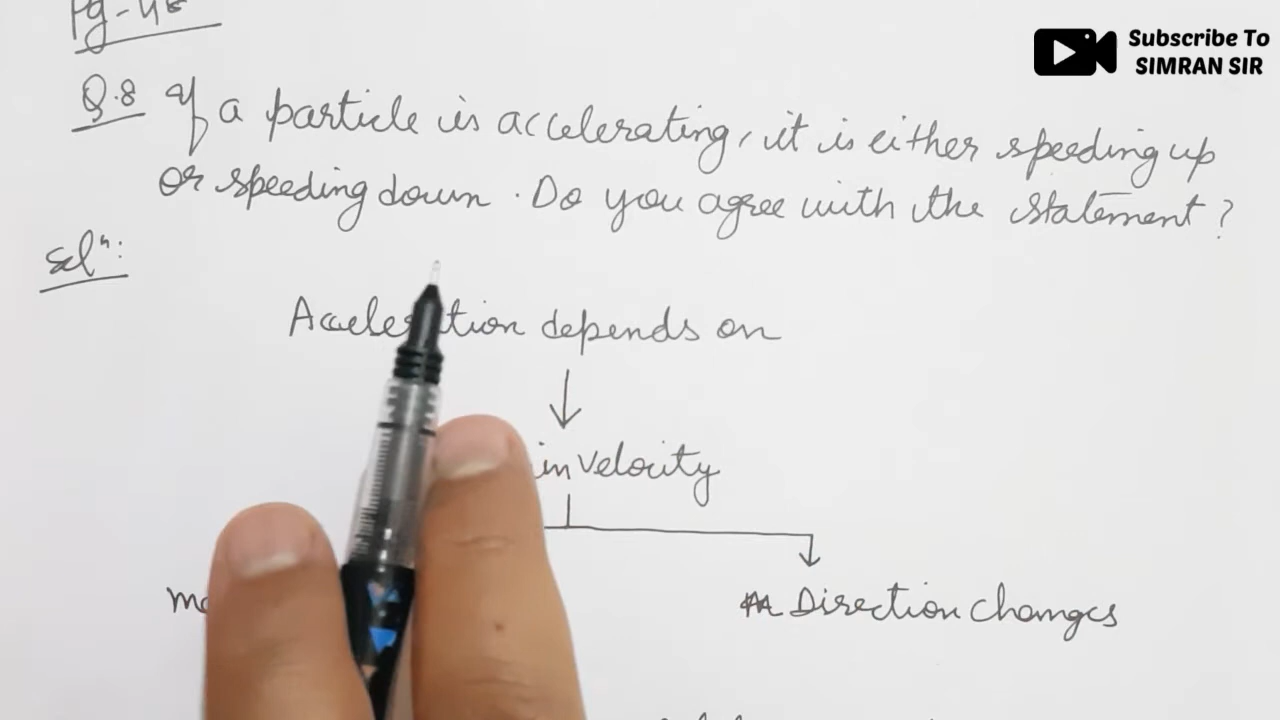 Pg-46
Subscribe To
SIMRAN SIR
Q.8 If a particle is accelerating, it is either speeding up
or speeding down. Do you agree with the statement?
Solⁿ:
Acceleration depends on
in Velocity
Direction Changes